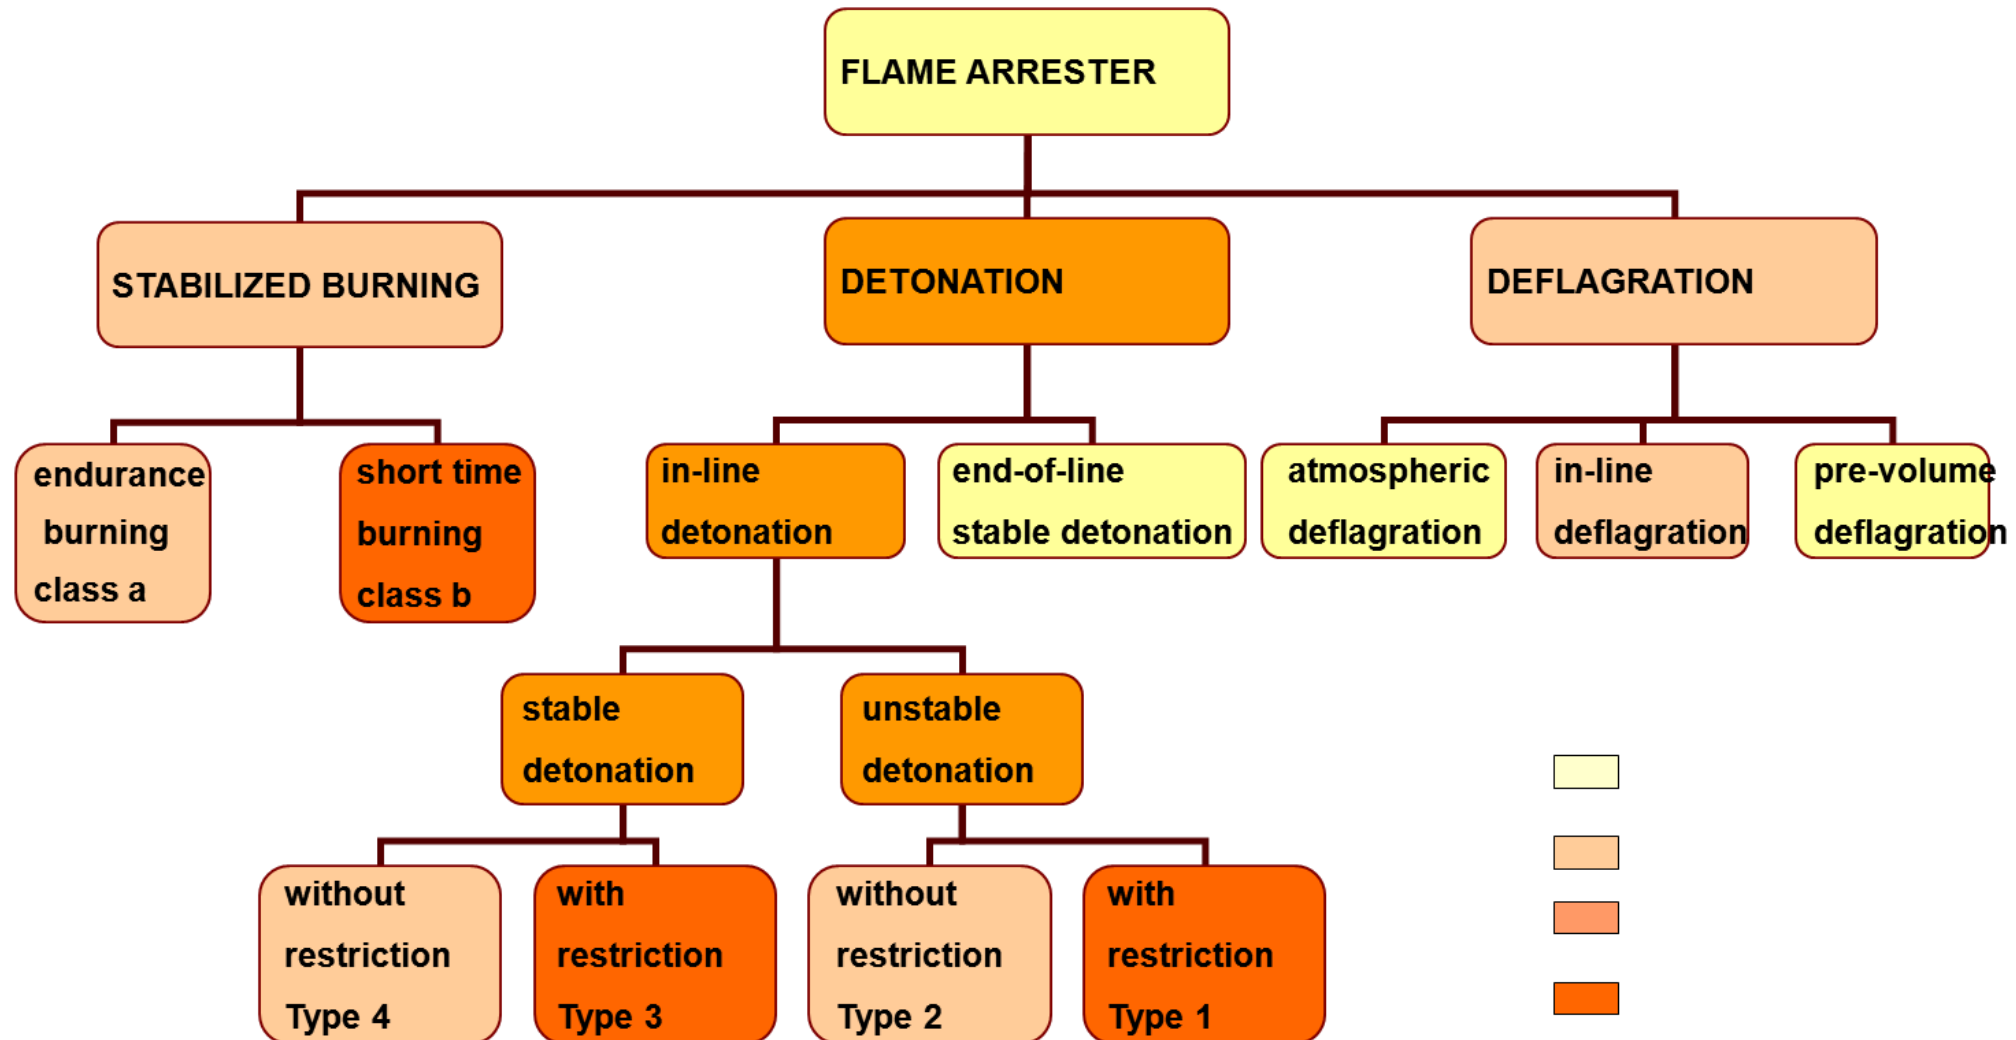 FLAME ARRESTER
STABILIZED BURNING
DETONATION
DEFLAGRATION
endurance
burning
class a
short time
burning
class b
in-line
detonation
end-of-line
stable detonation
atmospheric
deflagration
in-line
deflagration
pre-volume
deflagration
stable
detonation
unstable
detonation
without
restriction
Type 4
with
restriction
Type 3
without
restriction
Type 2
with
restriction
Type 1